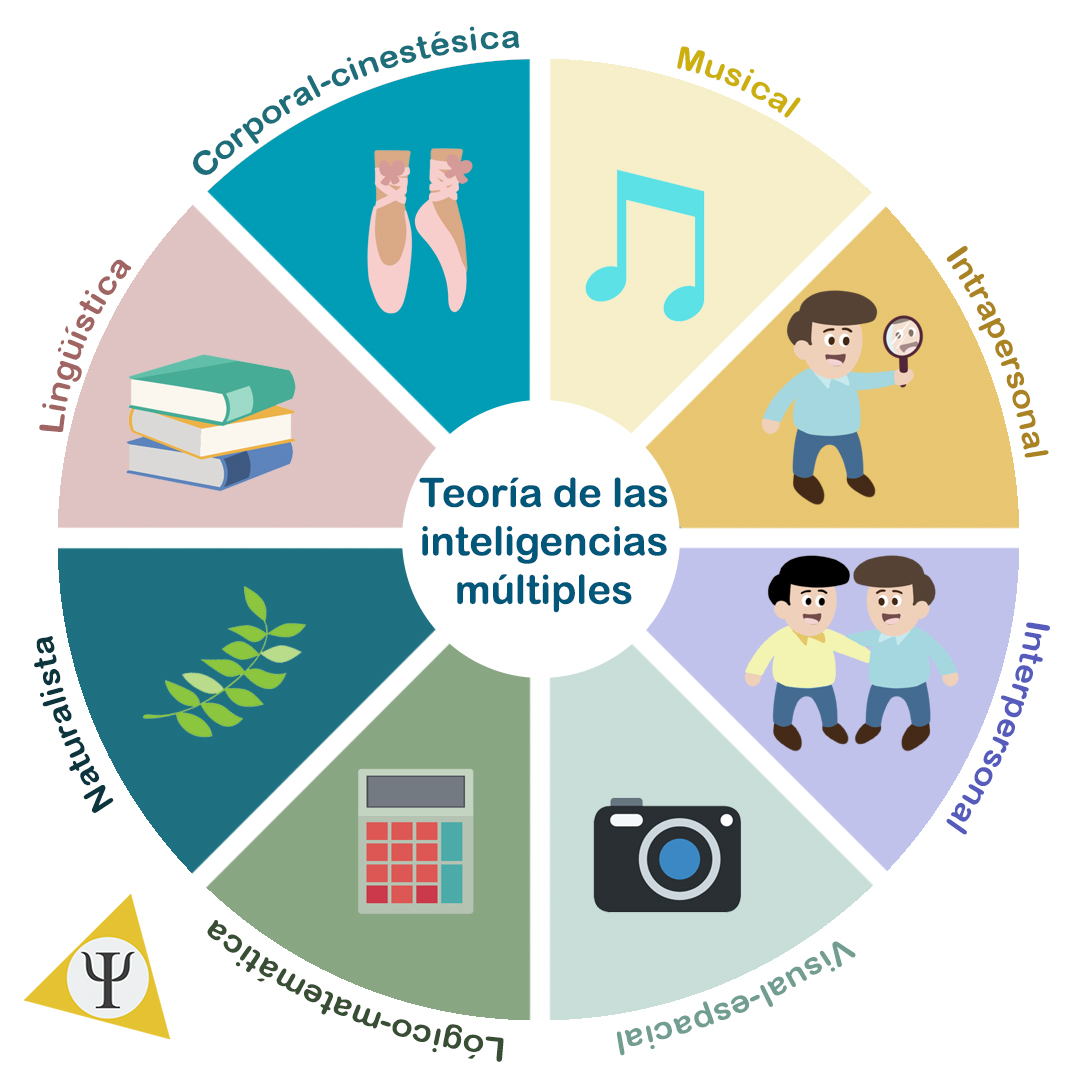 Corporal-cinestésica
Musical
Intrapersonal
Interpersonal
Visual-espacial
Lógico-matemática
Naturalista
Lingüística
Teoría de las
inteligencias
múltiples
Ψ